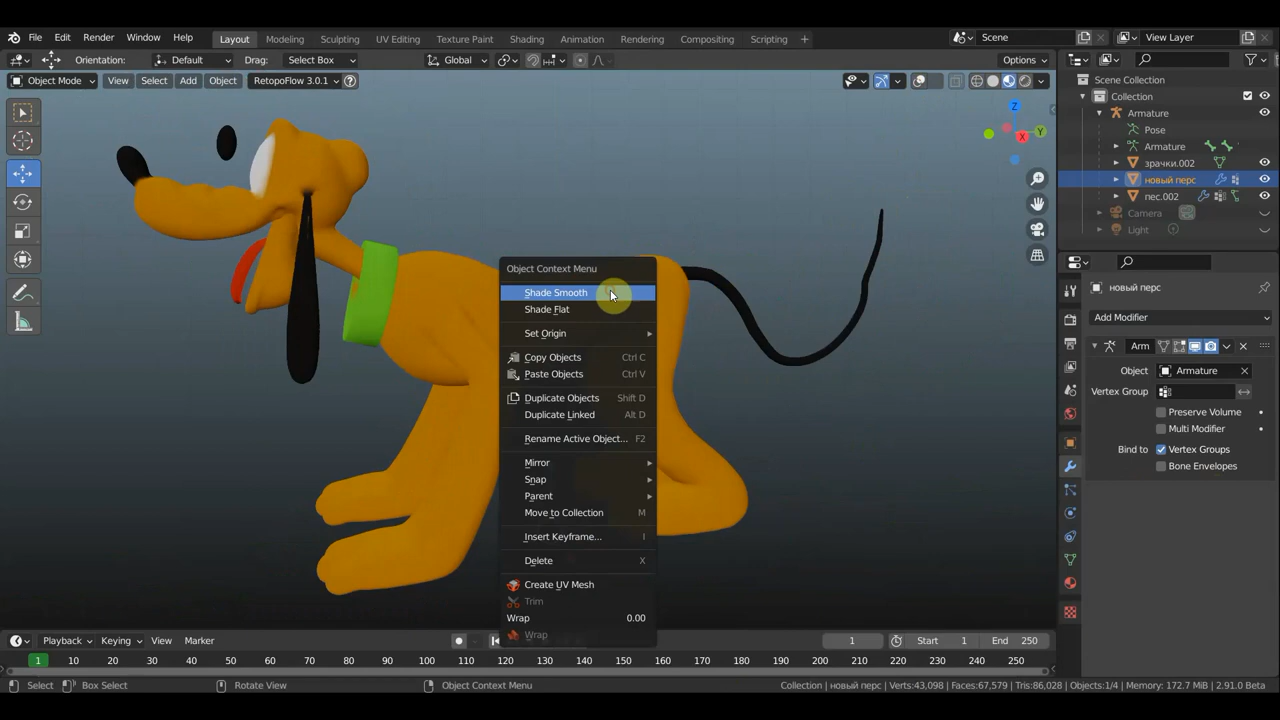 File Edit Render Window Help Layout Modeling Sculpting UV Editing Texture Paint Shading Animation Rendering Compositing Scripting + Scene View Layer
Orientation: Default Drag: Select Box Global Options
Object Mode View Select Add Object RetopoFlow 3.0.1
Scene Collection
Collection
Armature
Pose
Armature
зрачки.002
новый перс
пес.002
Camera
Light
новый перс
Add Modifier
Arm
Object Armature
Vertex Group
Preserve Volume
Multi Modifier
Bind to Vertex Groups
Bone Envelopes
Z
Y
X
Object Context Menu
Shade Smooth
Shade Flat
Set Origin
Copy Objects Ctrl C
Paste Objects Ctrl V
Duplicate Objects Shift D
Duplicate Linked Alt D
Rename Active Object... F2
Mirror
Snap
Parent
Move to Collection M
Insert Keyframe... I
Delete X
Create UV Mesh
Trim
Wrap 0.00
Wrap
Playback Keying View Marker 1 Start 1 End 250
1 10 20 30 40 50 60 70 80 90 100 110 120 130 140 150 160 170 180 190 200 210 220 230 240 250
Select Box Select Rotate View Object Context Menu Collection | новый перс | Verts:43,098 | Faces:67,579 | Tris:86,028 | Objects:1/4 | Memory: 172.7 MiB | 2.91.0 Beta